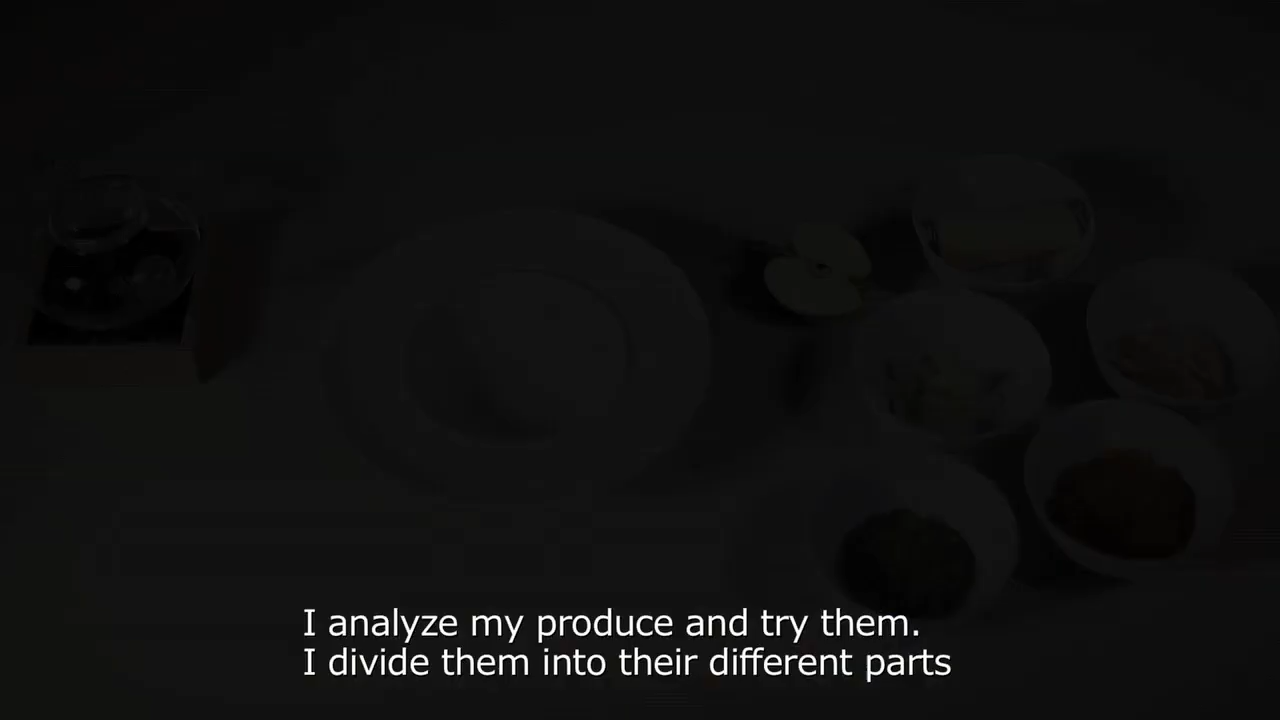 I analyze my produce and try them.
I divide them into their different parts